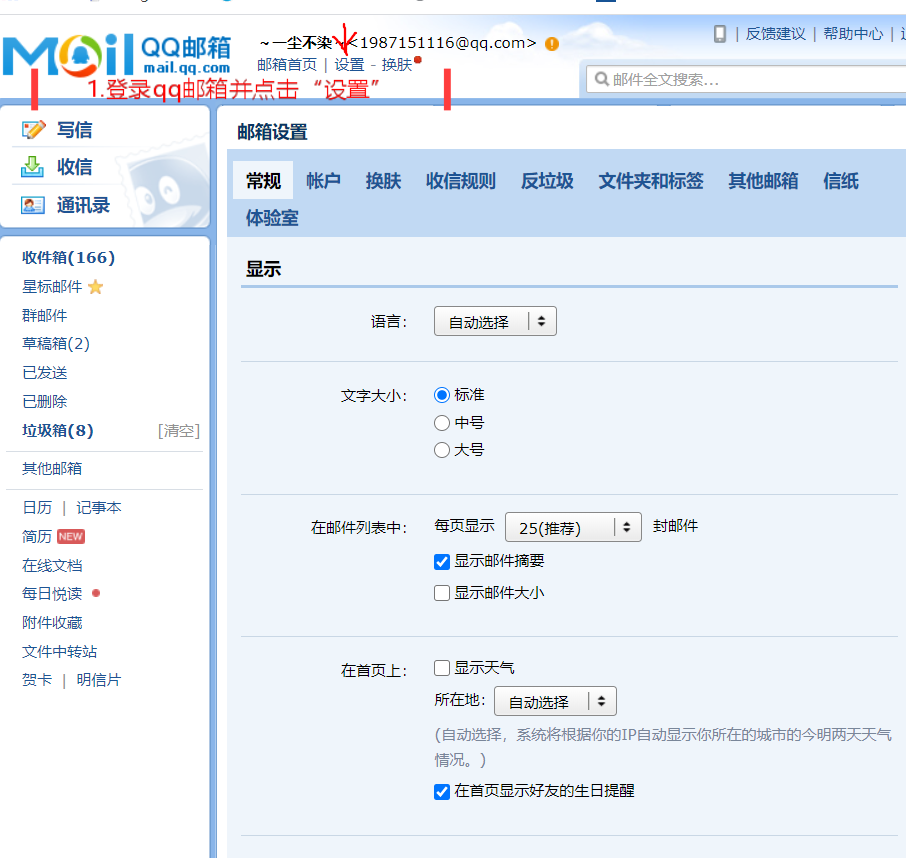 Mail QQ邮箱
mail.qq.com
～一尘不染 <1987151116@qq.com>
邮箱首页 | 设置 - 换肤
1.登录qq邮箱并点击“设置”
| 反馈建议 | 帮助中心 |
邮件全文搜索...
写信
收信
通讯录
收件箱(166)
星标邮件
群邮件
草稿箱(2)
已发送
已删除
垃圾箱(8) [清空]
其他邮箱
日历 | 记事本
简历 NEW
在线文档
每日悦读
附件收藏
文件中转站
贺卡 | 明信片
邮箱设置
常规 帐户 换肤 收信规则 反垃圾 文件夹和标签 其他邮箱 信纸
体验室
显示
语言： 自动选择
文字大小： 标准
中号
大号
在邮件列表中： 每页显示 25(推荐) 封邮件
显示邮件摘要
显示邮件大小
在首页上： 显示天气
所在地： 自动选择
(自动选择，系统将根据你的IP自动显示你所在的城市的今明两天天气
情况。)
在首页显示好友的生日提醒